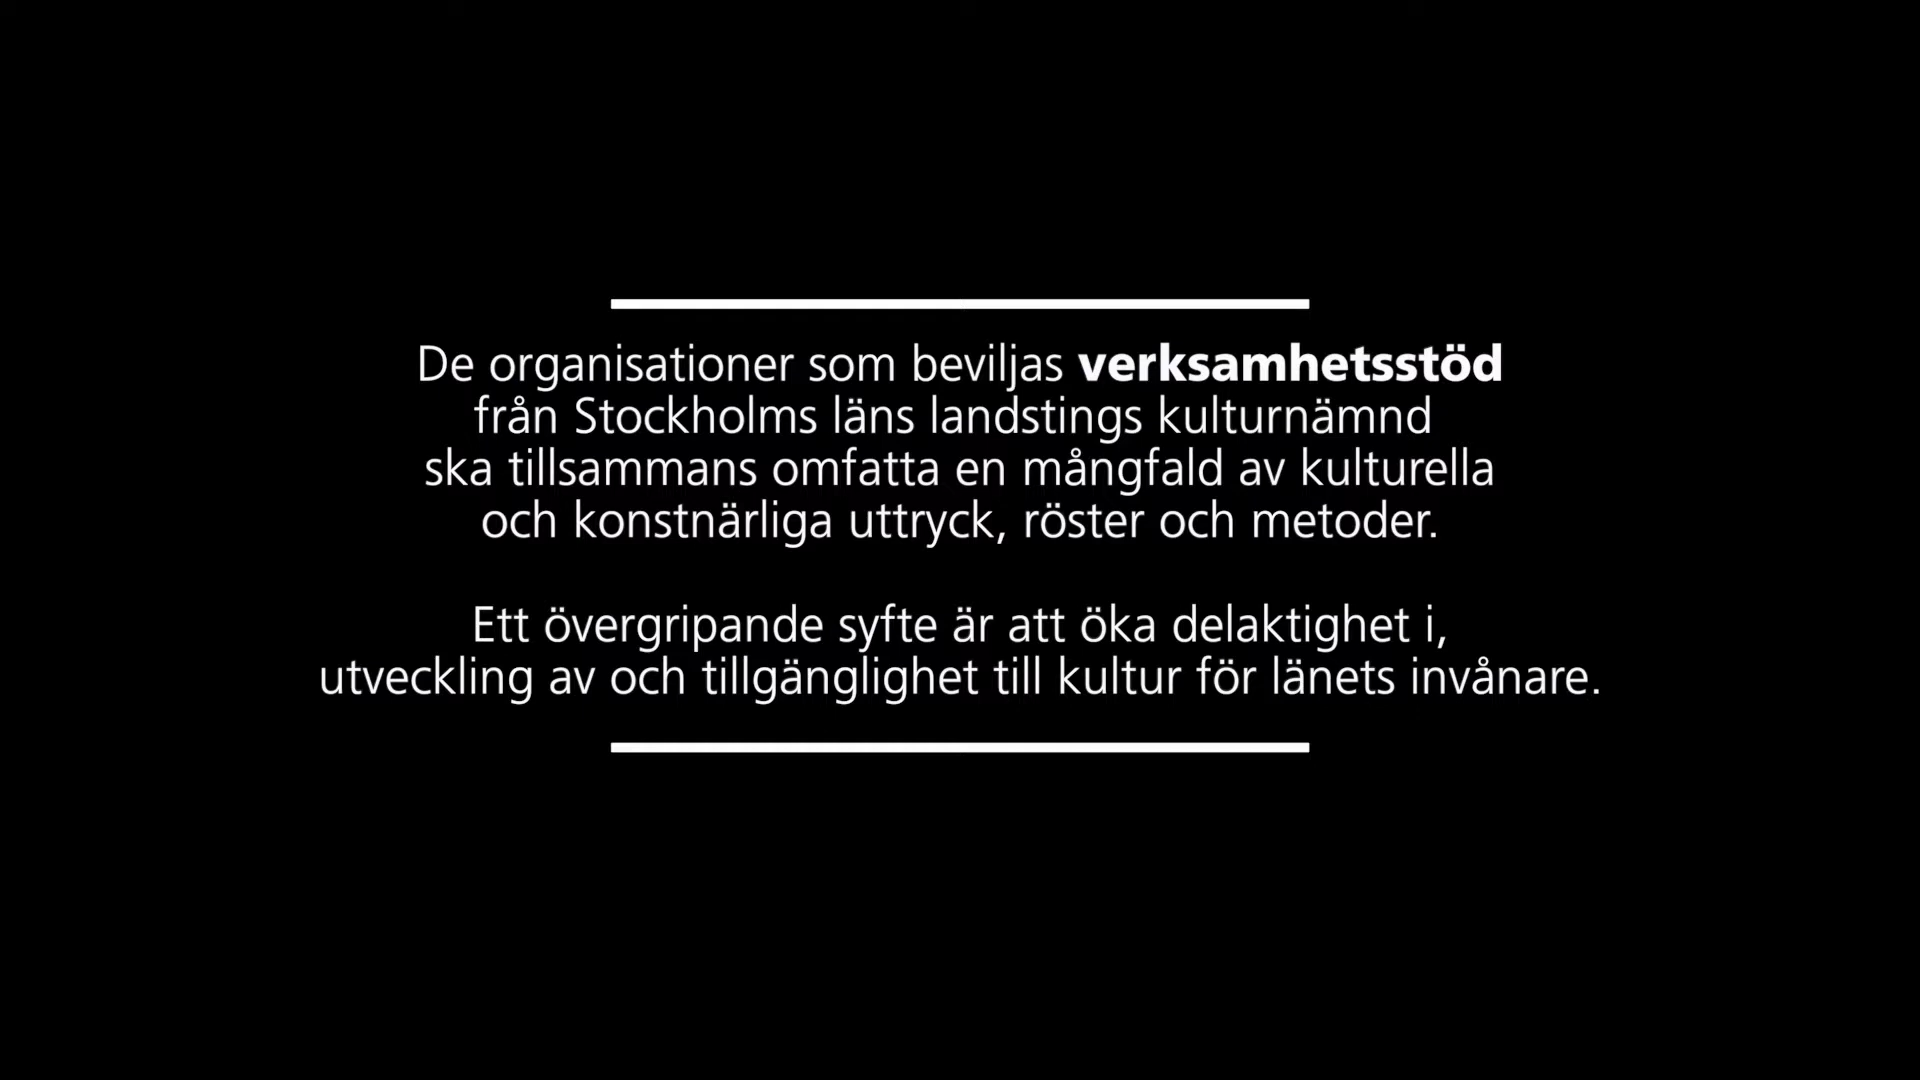 De organisationer som beviljas verksamhetsstöd
från Stockholms läns landstings kulturnämnd
ska tillsammans omfatta en mångfald av kulturella
och konstnärliga uttryck, röster och metoder.
Ett övergripande syfte är att öka delaktighet i,
utveckling av och tillgänglighet till kultur för länets invånare.